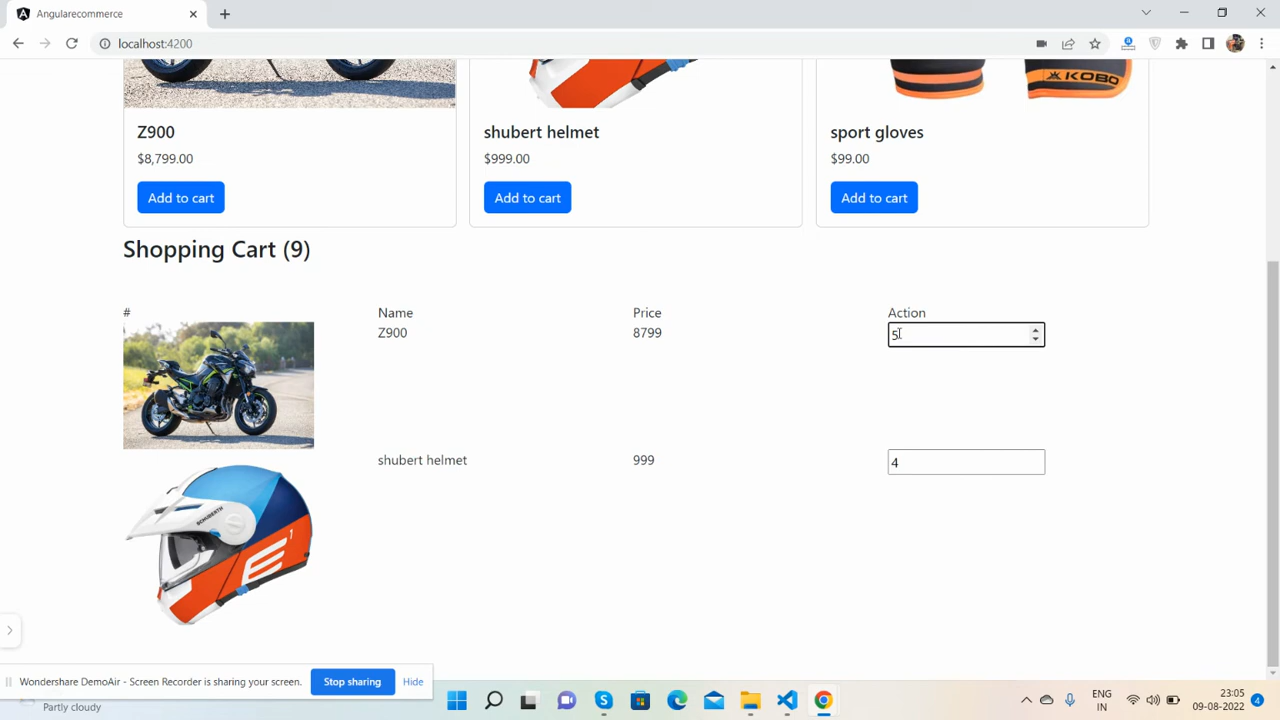 Angularecommerce
localhost:4200
KOBO
Z900
shubert helmet
sport gloves
$8,799.00
$999.00
$99.00
Add to cart
Add to cart
Add to cart
Shopping Cart (9)
# Name Price Action
Z900 8799 5
shubert helmet 999 4
SCHUBERTH
E1
Wondershare DemoAir - Screen Recorder is sharing your screen. Stop sharing Hide
Partly cloudy
ENG
IN
23:05
09-08-2022
4